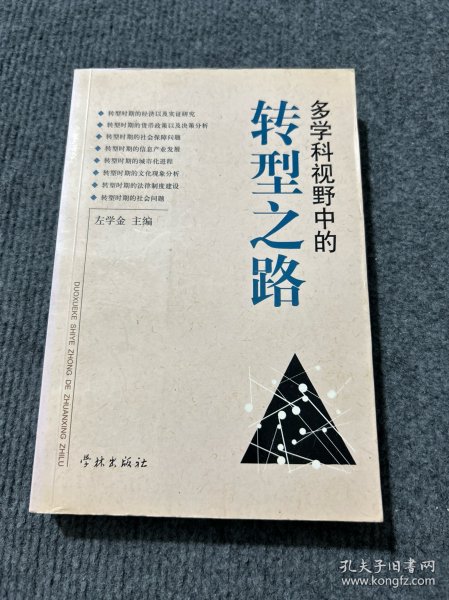 多学科视野中的
转型之路
◆ 转型时期的经济以及实证研究
◆ 转型时期的货币政策以及决策分析
◆ 转型时期的社会保障问题
◆ 转型时期的信息产业发展
◆ 转型时期的城市化进程
◆ 转型时期的文化现象分析
◆ 转型时期的法律制度建设
◆ 转型时期的社会问题
左学金 主编
DUOXUEKE SHIYE ZHONG DE ZHUANXING ZHILU
学林出版社
孔夫子旧书网
www.kongfz.com